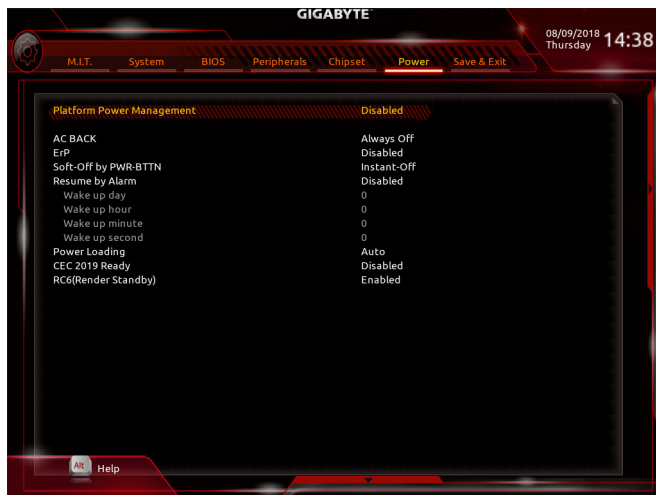 GIGABYTE™
08/09/2018 Thursday 14:38
M.I.T. System BIOS Peripherals Chipset Power Save & Exit
Platform Power Management Disabled
AC BACK Always Off
ErP Disabled
Soft-Off by PWR-BTTN Instant-Off
Resume by Alarm Disabled
Wake up day 0
Wake up hour 0
Wake up minute 0
Wake up second 0
Power Loading Auto
CEC 2019 Ready Disabled
RC6(Render Standby) Enabled
Alt Help